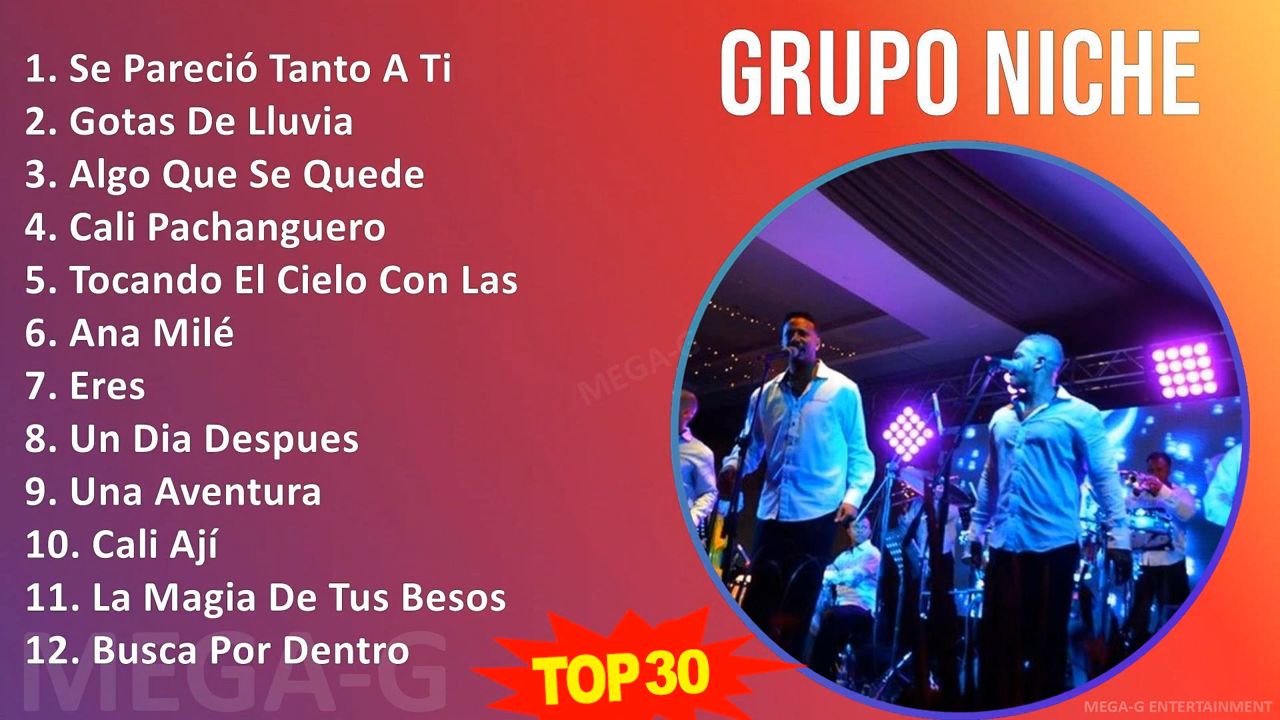 GRUPO NICHE
1. Se Pareció Tanto A Ti
2. Gotas De Lluvia
3. Algo Que Se Quede
4. Cali Pachanguero
5. Tocando El Cielo Con Las
6. Ana Milé
7. Eres
8. Un Dia Despues
9. Una Aventura
10. Cali Ají
11. La Magia De Tus Besos
12. Busca Por Dentro
TOP 30
MEGA-G
MEGA-G
MEGA-G ENTERTAINMENT